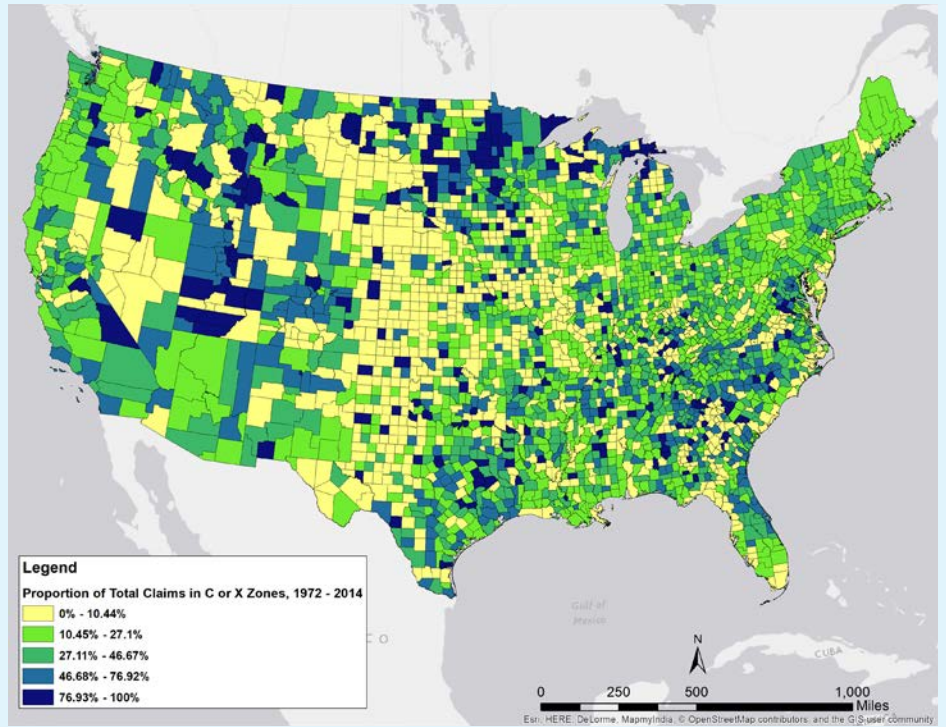 Gulf of
Mexico
CUBA
C O
Legend
Proportion of Total Claims in C or X Zones, 1972 - 2014
0% - 10.44%
10.45% - 27.1%
27.11% - 46.67%
46.68% - 76.92%
76.93% - 100%
N
0 250 500 1,000
Miles
Esri, HERE, DeLorme, MapmyIndia, © OpenStreetMap contributors, and the GIS user community